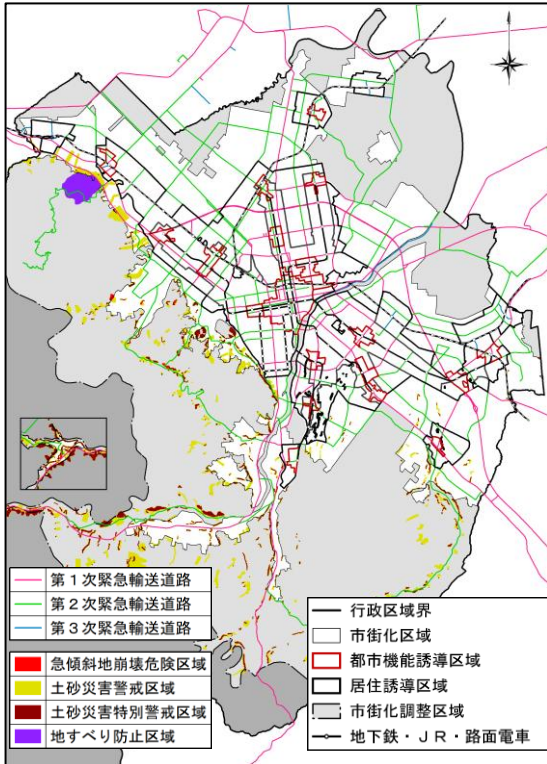 第1次緊急輸送道路
第2次緊急輸送道路
第3次緊急輸送道路
急傾斜地崩壊危険区域
土砂災害警戒区域
土砂災害特別警戒区域
地すべり防止区域
行政区域界
市街化区域
都市機能誘導区域
居住誘導区域
市街化調整区域
地下鉄・JR・路面電車